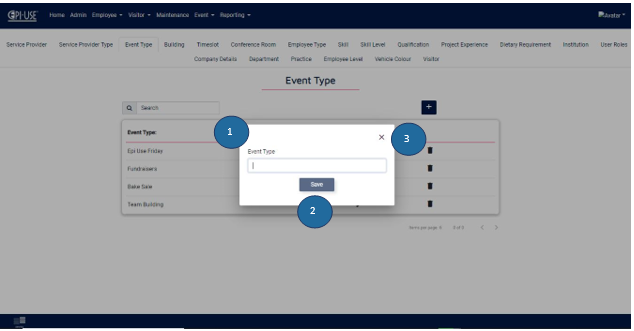 EPI-USE Home Admin Employee Visitor Maintenance Event Reporting Avatar
Service Provider Service Provider Type Event Type Building Timeslot Conference Room Employee Type Skill Skill Level Qualification Project Experience Dietary Requirement Institution User Roles
Company Details Department Practice Employee Level Vehicle Colour Visitor
Event Type
Search +
Event Type:
1
×
3
Epi Use Friday
Event Type
Fundraisers
Bake Sale
Save
Team Building
2
Items per page: 5